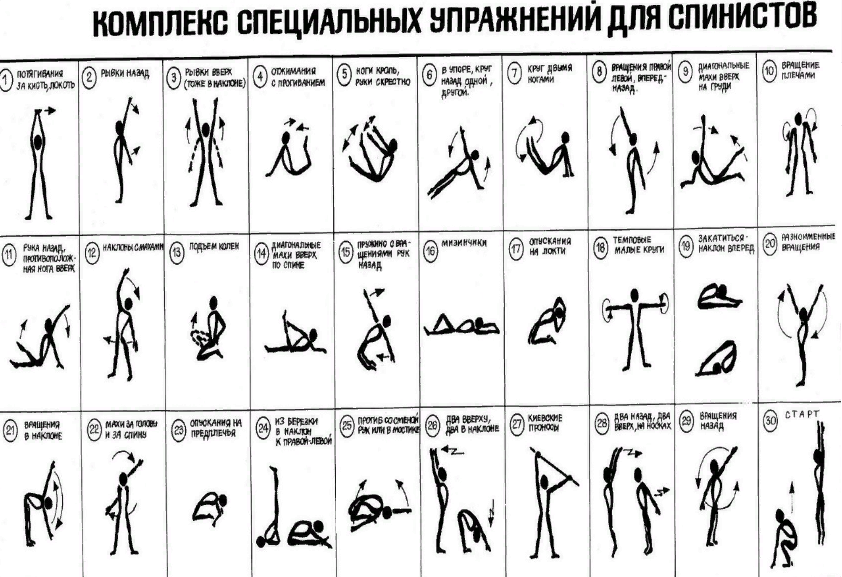 КОМПЛЕКС СПЕЦИАЛЬНЫХ УПРАЖНЕНИЙ ДЛЯ СПИНИСТОВ
1 ПОТЯГИВАНИЯ
ЗА КИСТЬ, ЛОКОТЬ
2 РЫВКИ НАЗАД
3 РЫВКИ ВВЕРХ
(ТОЖЕ В НАКЛОНЕ)
4 ОТЖИМАНИЯ
С ПРОГИБАНИЕМ
5 НОГИ КРОЛЬ,
РУКИ СКРЕСТНО
6 В УПОРЕ, КРУГ
НАЗАД ОДНОЙ,
ДРУГОЙ.
7 КРУГ ДВУМЯ
НОГАМИ
8 ВРАЩЕНИЯ ПРАВОЙ
ЛЕВОЙ, ВПЕРЕД-
НАЗАД.
9 ДИАГОНАЛЬНЫЕ
МАХИ ВВЕРХ
НА ГРУДИ
10 ВРАЩЕНИЕ
ПЛЕЧАМИ
11 РУКА НАЗАД,
ПРОТИВОПОЛОЖ-
НАЯ НОГА ВВЕРХ
12 НАКЛОНЫ С МАХАМИ
13 ПОДЪЕМ КОЛЕН
14 ДИАГОНАЛЬНЫЕ
МАХИ ВВЕРХ
ПО СПИНЕ
15 ПРУЖИНО С ВРА-
ЩЕНИЯМИ РУК
НАЗАД
16 МИЗИНЧИКИ
17 ОПУСКАНИЯ
НА ЛОКТИ
18 ТЕМПОВЫЕ
МАЛЫЕ КРУГИ
19 ЗАКАТИТЬСЯ-
НАКЛОН ВПЕРЕД
20 РАЗНОИМЕННЫЕ
ВРАЩЕНИЯ
21 ВРАЩЕНИЯ
В НАКЛОНЕ
22 МАХИ ЗА ГОЛОВУ
И ЗА СПИНУ
23 ОПУСКАНИЯ НА
ПРЕДПЛЕЧЬЯ
24 ИЗ БЕРЕЗКИ
В НАКЛОН
К ПРАВОЙ-ЛЕВОЙ
25 ПРОГИБ СО СМЕНОЙ
РУК ИЛИ В МОСТИКЕ
26 ДВА ВВЕРХУ,
ДВА В НАКЛОНЕ
27 КИЕВСКИЕ
ПРОНОСЫ
28 ДВА НАЗАД, ДВА
ВВЕРХ, НА НОСКАХ
29 ВРАЩЕНИЯ
НАЗАД
30 СТАРТ